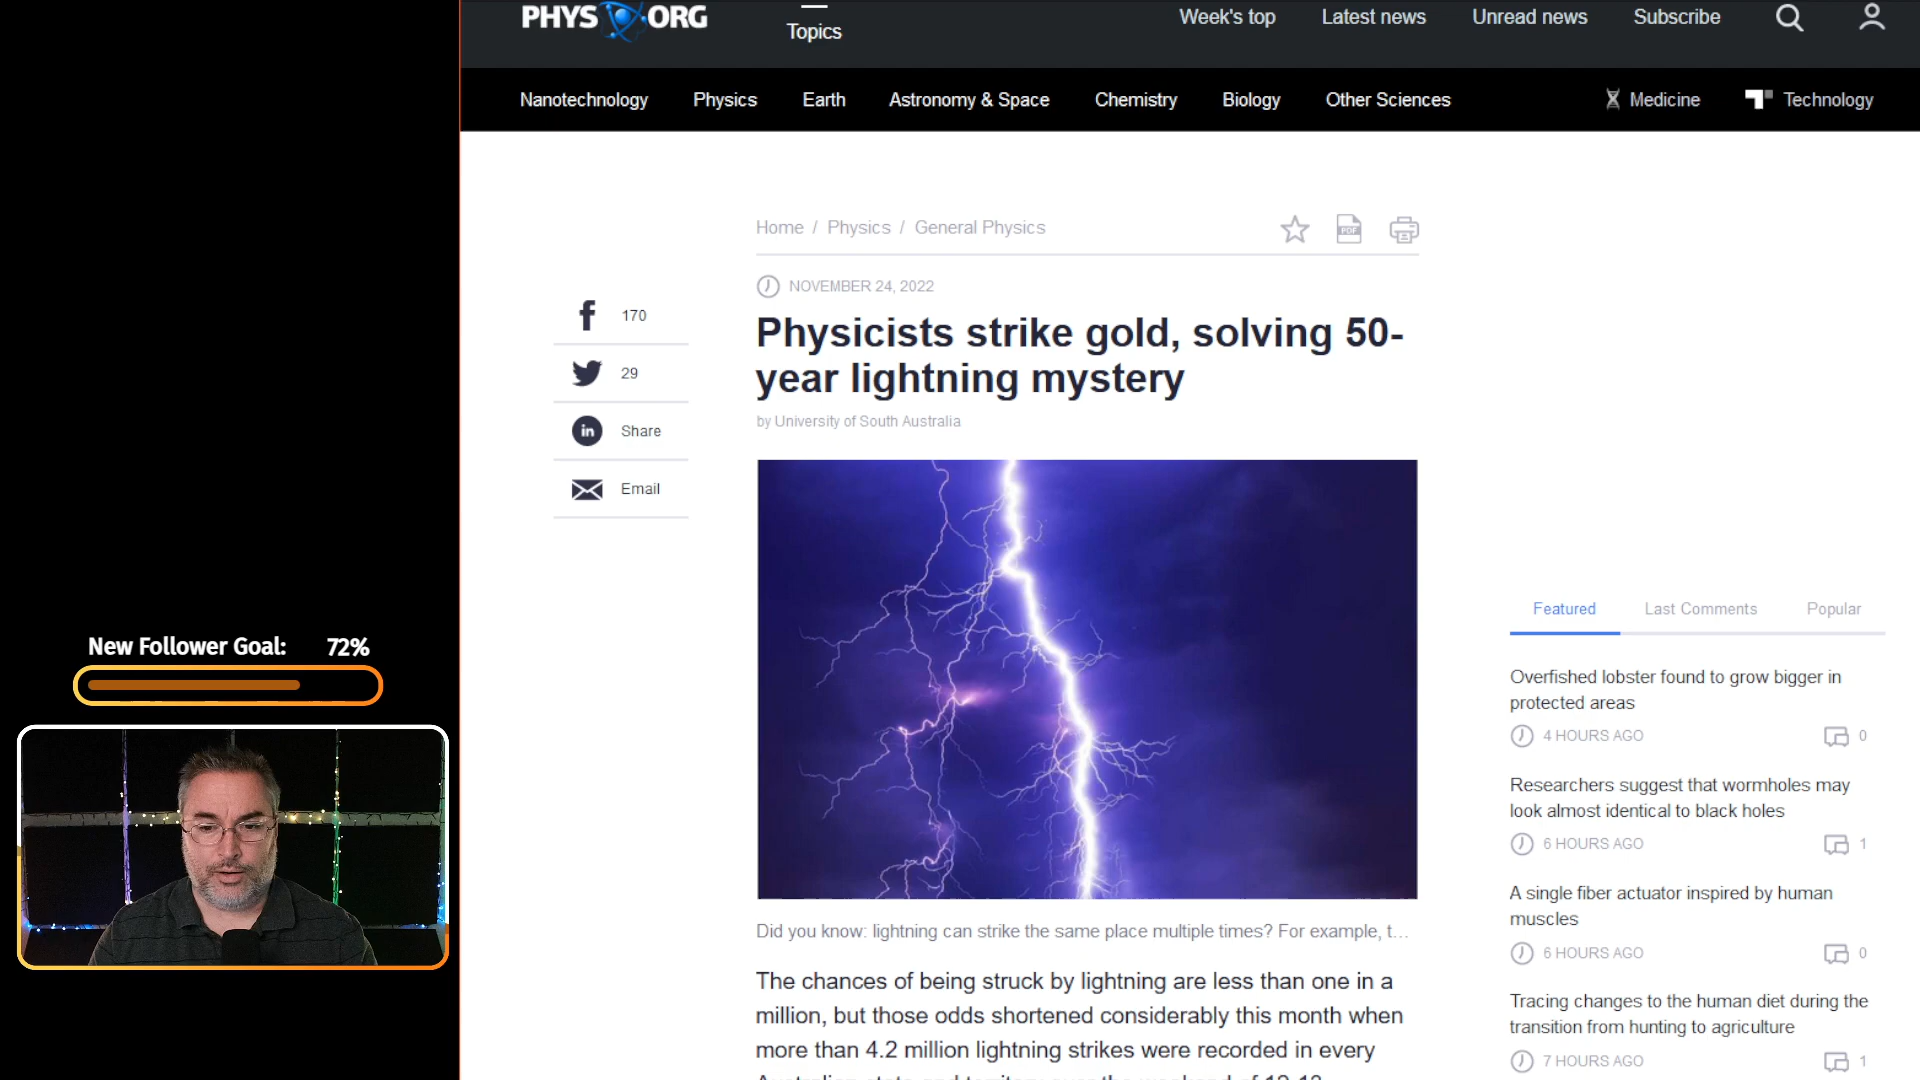 PHYS ORG
Topics
Week's top
Latest news
Unread news
Subscribe
Nanotechnology
Physics
Earth
Astronomy & Space
Chemistry
Biology
Other Sciences
Medicine
Technology
Home / Physics / General Physics
PDF
NOVEMBER 24, 2022
Physicists strike gold, solving 50-
year lightning mystery
by University of South Australia
170
29
Share
Email
Did you know: lightning can strike the same place multiple times? For example, t...
The chances of being struck by lightning are less than one in a
million, but those odds shortened considerably this month when
more than 4.2 million lightning strikes were recorded in every
Featured
Last Comments
Popular
Overfished lobster found to grow bigger in
protected areas
4 HOURS AGO
0
Researchers suggest that wormholes may
look almost identical to black holes
6 HOURS AGO
1
A single fiber actuator inspired by human
muscles
6 HOURS AGO
0
Tracing changes to the human diet during the
transition from hunting to agriculture
7 HOURS AGO
1
New Follower Goal: 72%